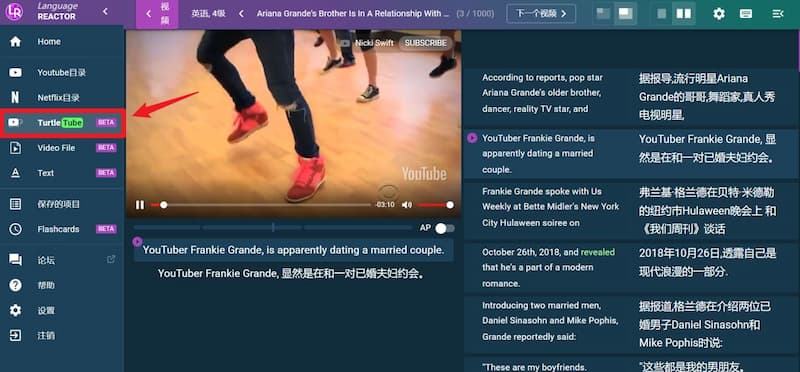 LR
Language
REACTOR
Home
Youtube目录
Netflix目录
TurtleTube BETA
Video File BETA
Text BETA
保存的项目
Flashcards BETA
论坛
帮助
设置
注销
视频
英语, 4级
Ariana Grande's Brother Is In A Relationship With ...
(3 / 1000)
下一个视频
Nicki Swift
SUBSCRIBE
YouTube
-03:10
AP
YouTuber Frankie Grande, is apparently dating a married couple.
YouTuber Frankie Grande, 显然是在和一对已婚夫妇约会。
According to reports, pop star
Ariana Grande's older brother,
dancer, reality TV star, and
据报导,流行明星Ariana
Grande的哥哥,舞蹈家,真人秀
电视明星,
YouTuber Frankie Grande, is
apparently dating a married
couple.
YouTuber Frankie Grande, 显
然是在和一对已婚夫妇约会。
Frankie Grande spoke with Us
Weekly at Bette Midler's New York
City Hulaween soiree on
弗兰基·格兰德在贝特·米德勒
的纽约市Hulaween晚会上 和
《我们周刊》谈话
October 26th, 2018, and revealed
that he's a part of a modern
romance.
2018年10月26日,透露自己是
现代浪漫的一部分.
Introducing two married men,
Daniel Sinasohn and Mike Pophis,
Grande reportedly said:
据报道,格兰德在介绍两位已
婚男子Daniel Sinasohn和
Mike Pophis时说:
"These are my boyfriends.
"这些都是我的男朋友。